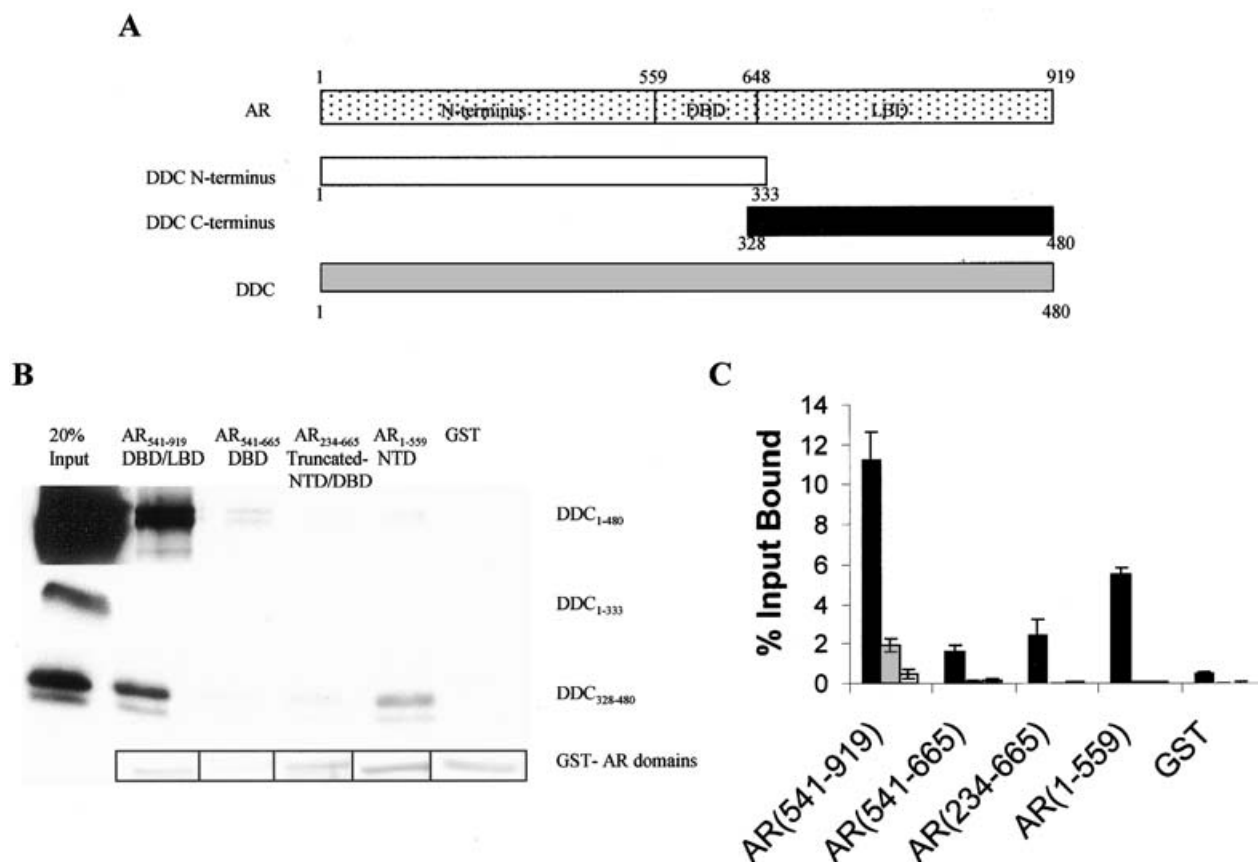 A
1 559 648 919
AR N-terminus DBD LBD
DDC N-terminus
1 333
DDC C-terminus
328 480
DDC
1 480
B
20% Input
AR541-919 DBD/LBD
AR541-665 DBD
AR234-665 Truncated- NTD/DBD
AR1-559 NTD
GST
DDC1-480
DDC1-333
DDC328-480
GST- AR domains
C
% Input Bound
14
12
10
8
6
4
2
0
AR(541-919)
AR(541-665)
AR(234-665)
AR(1-559)
GST